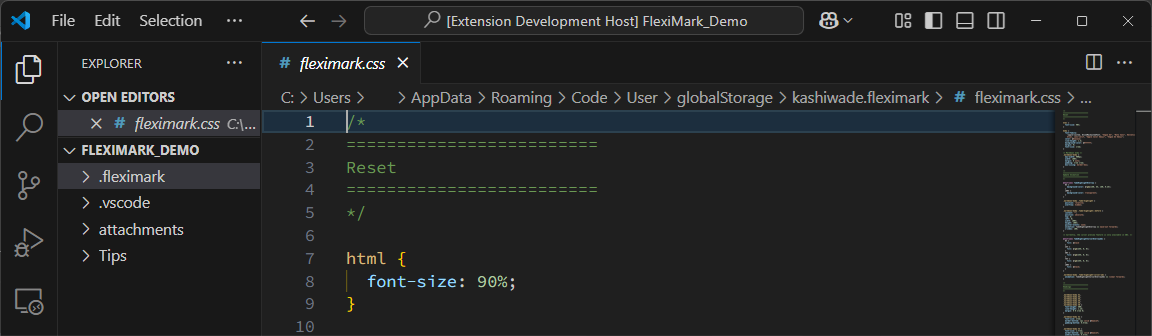 File Edit Selection ··· [Extension Development Host] FlexiMark_Demo
EXPLORER ···
# fleximark.css
OPEN EDITORS
# fleximark.css C:\...
FLEXIMARK_DEMO
.fleximark
.vscode
attachments
Tips
C: > Users > > AppData > Roaming > Code > User > globalStorage > kashiwade.fleximark > # fleximark.css > ...
1 /*
2 =========================
3 Reset
4 =========================
5 */
6
7 html {
8 font-size: 90%;
9 }
10